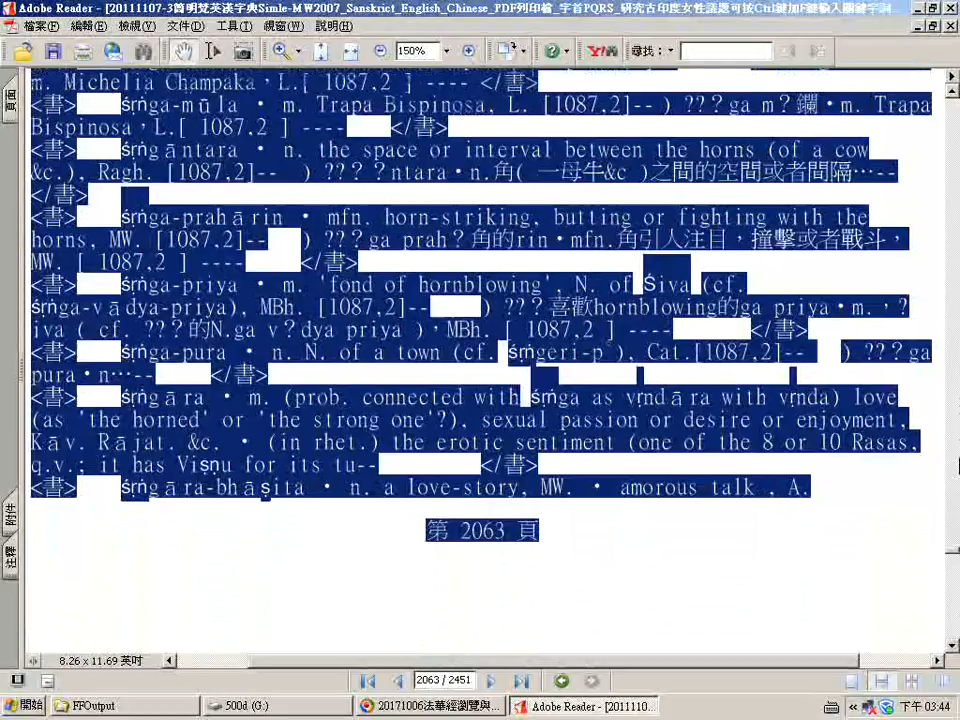 Adobe Reader - [20111107-3簡明梵英漢字典Simle-MW2007_Sanskrict_English_Chinese_PDF列印檔_字首PQRS_研究古印度女性議題可按Ctrl鍵加F鍵輸入關鍵字詞
檔案(F) 編輯(E) 檢視(V) 文件(D) 工具(T) 視窗(W) 說明(H)
150% Y! 尋找：
m. Michelia Champaka, L. [1087,2 ] ---- </書>
<書> śṛṅga-mūla • m. Trapa Bispinosa, L. [1087,2]-- ) ???ga m?鑭•m. Trapa
Bispinosa，L.[ 1087,2 ] ---- </書>
<書> śṛṅgāntara • n. the space or interval between the horns (of a cow
&c.), Ragh. [1087,2]-- ) ???ntara•n.角( 一母牛&c )之間的空間或者間隔…--
</書>
<書> śṛṅga-prahārin • mfn. horn-striking, butting or fighting with the
horns, MW. [1087,2]-- ) ???ga prah?角的rin•mfn.角引人注目，撞擊或者戰斗，
MW. [ 1087,2 ] ---- </書>
<書> śṛṅga-priya • m. 'fond of hornblowing', N. of Śiva (cf.
śṛṅga-vādya-priya), MBh. [1087,2]-- ) ???喜歡hornblowing的ga priya•m.，?
iva ( cf. ???的N.ga v?dya priya )，MBh. [ 1087,2 ] ---- </書>
<書> śṛṅga-pura • n. N. of a town (cf. śṛṅgeri-p°), Cat.[1087,2]-- ) ???ga
pura•n…-- </書>
<書> śṛṅgāra • m. (prob. connected with śṛṅga as vṛndāra with vṛnda) love
(as 'the horned' or 'the strong one'?), sexual passion or desire or enjoyment,
Kāv. Rājat. &c. • (in rhet.) the erotic sentiment (one of the 8 or 10 Rasas,
q.v.; it has Viṣṇu for its tu-- </書>
<書> śṛṅgāra-bhāṣita • n. a love-story, MW. • amorous talk , A.
第 2063 頁
頁面
附件
注釋
8.26 x 11.69 英吋
2063 / 2451
開始 FFOutput 500d (G:) 20171006法華經瀏覽與... Adobe Reader - [2011110... 下午 03:44